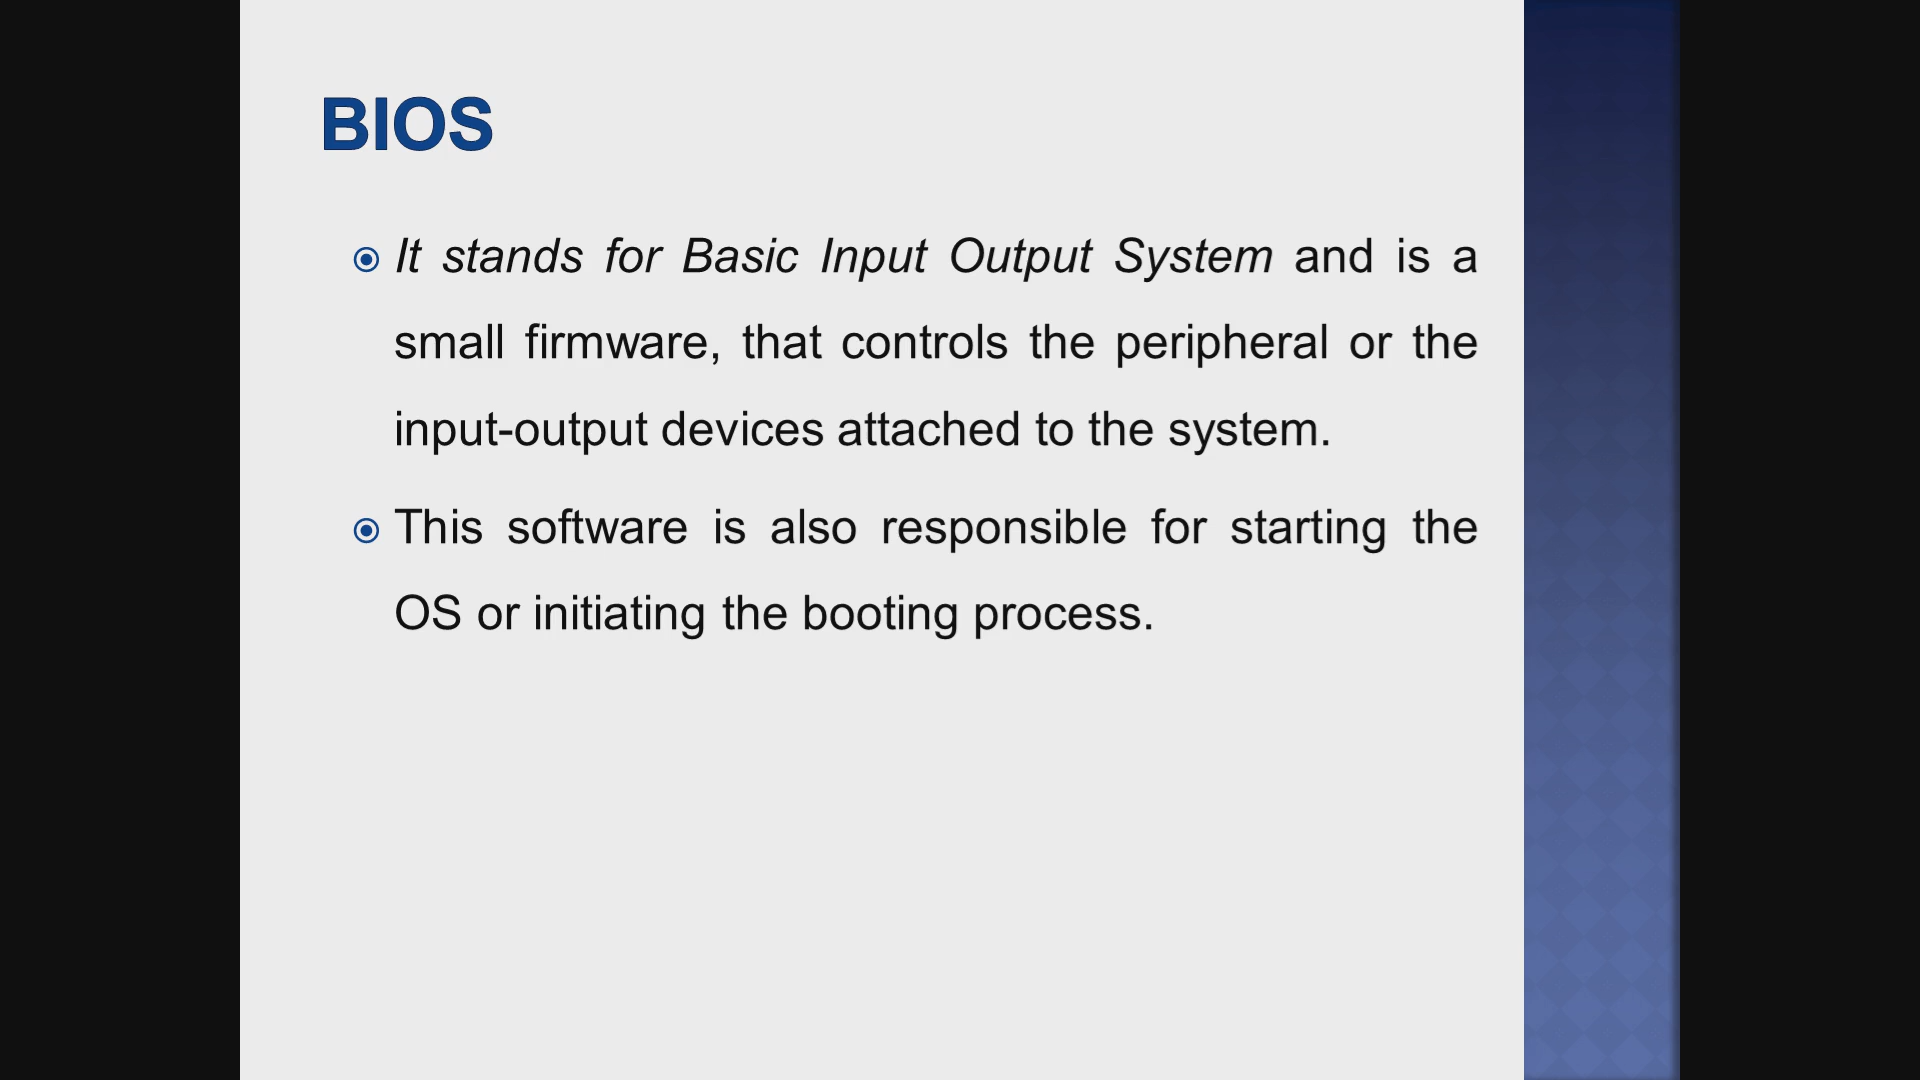 BIOS
It stands for Basic Input Output System and is a
small firmware, that controls the peripheral or the
input-output devices attached to the system.
This software is also responsible for starting the
OS or initiating the booting process.